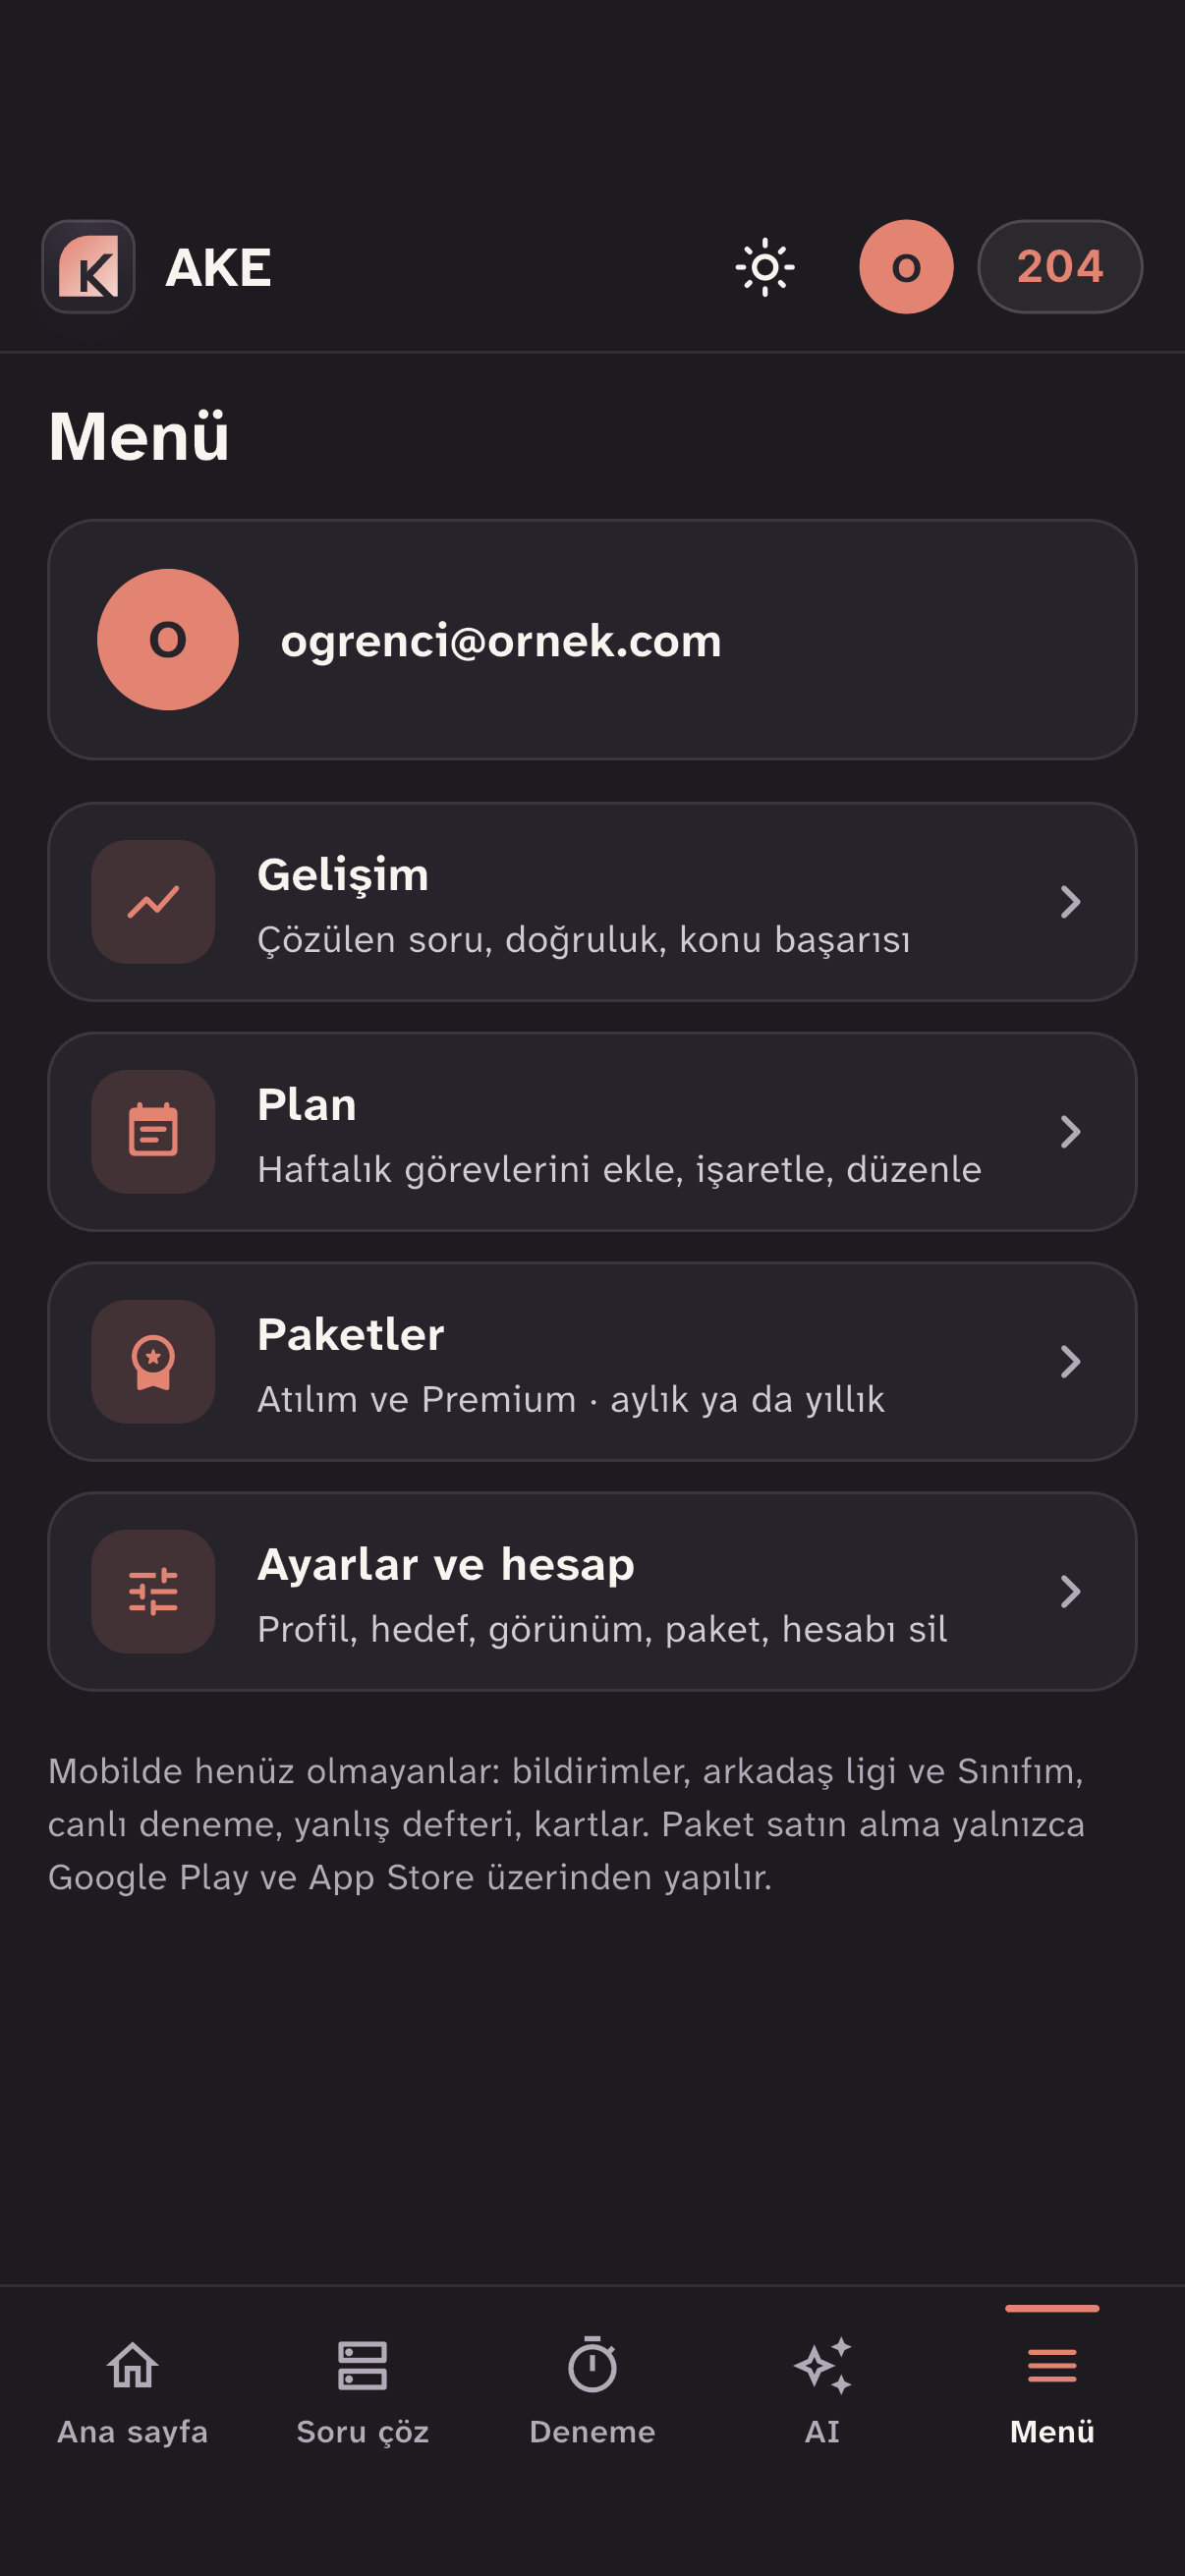 K AKE O 204
Menü
O ogrenci@ornek.com
Gelişim
Çözülen soru, doğruluk, konu başarısı
Plan
Haftalık görevlerini ekle, işaretle, düzenle
Paketler
Atılım ve Premium · aylık ya da yıllık
Ayarlar ve hesap
Profil, hedef, görünüm, paket, hesabı sil
Mobilde henüz olmayanlar: bildirimler, arkadaş ligi ve Sınıfım,
canlı deneme, yanlış defteri, kartlar. Paket satın alma yalnızca
Google Play ve App Store üzerinden yapılır.
Ana sayfa Soru çöz Deneme AI Menü